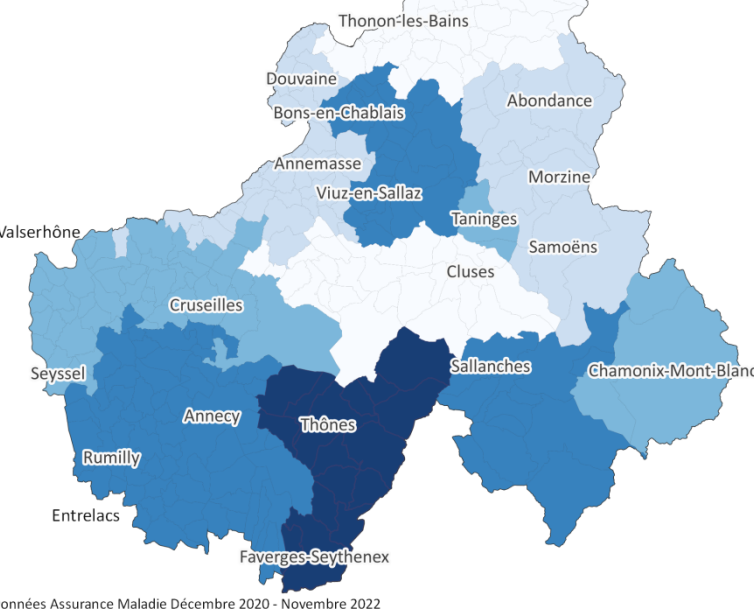 Thonon-les-Bains
Douvaine
Abondance
Bons-en-Chablais
Annemasse
Morzine
Viuz-en-Sallaz
Taninges
Valserhône
Samoëns
Cluses
Cruseilles
Sallanches
Seyssel
Chamonix-Mont-Blanc
Annecy
Thônes
Rumilly
Entrelacs
Faverges-Seythenex
onnées Assurance Maladie Décembre 2020 - Novembre 2022